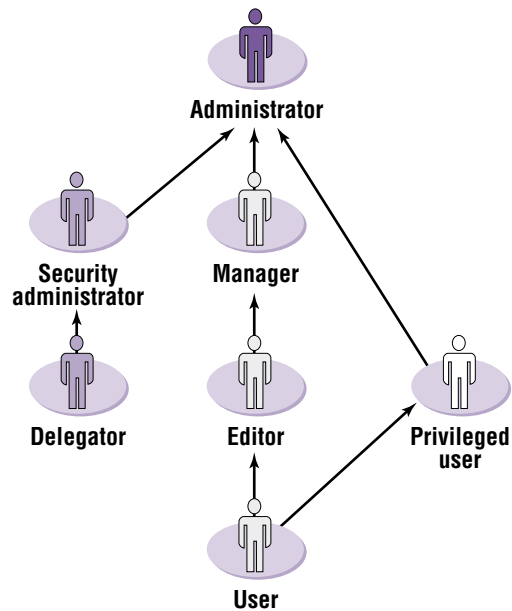 Administrator
Security
administrator
Manager
Delegator
Editor
Privileged
user
User